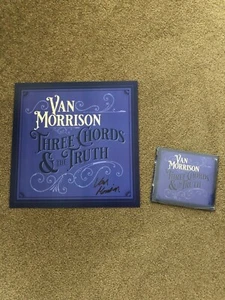 VAN
MORRISON
THREE CHORDS
& THE TRUTH
VAN
MORRISON
THREE CHORDS
& THE TRUTH